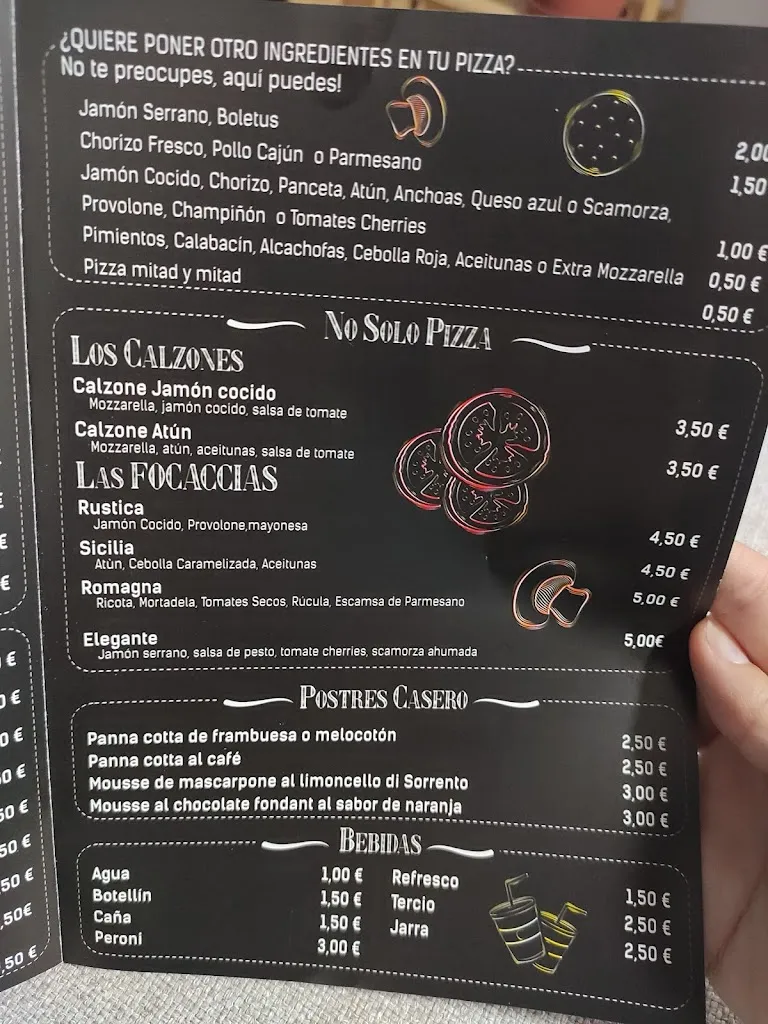 ¿QUIERE PONER OTRO INGREDIENTES EN TU PIZZA?
No te preocupes, aquí puedes!
Jamón Serrano, Boletus 2,00
Chorizo Fresco, Pollo Cajún o Parmesano 1,50
Jamón Cocido, Chorizo, Panceta, Atún, Anchoas, Queso azul o Scamorza,
Provolone, Champiñón o Tomates Cherries 1,00 €
Pimientos, Calabacín, Alcachofas, Cebolla Roja, Aceitunas o Extra Mozzarella 0,50 €
Pizza mitad y mitad 0,50 €
NO SOLO PIZZA
LOS CALZONES
Calzone Jamón cocido 3,50 €
Mozzarella, jamón cocido, salsa de tomate
Calzone Atún 3,50 €
Mozzarella, atún, aceitunas, salsa de tomate
LAS FOCACCIAS
Rustica 4,50 €
Jamón Cocido, Provolone,mayonesa
Sicilia 4,50 €
Atùn, Cebolla Caramelizada, Aceitunas
Romagna 5,00 €
Ricota, Mortadela, Tomates Secos, Rúcula, Escamsa de Parmesano
Elegante 5,00€
Jamón serrano, salsa de pesto, tomate cherries, scamorza ahumada
POSTRES CASERO
Panna cotta de frambuesa o melocotón 2,50 €
Panna cotta al café 2,50 €
Mousse de mascarpone al limoncello di Sorrento 3,00 €
Mousse al chocolate fondant al sabor de naranja 3,00 €
BEBIDAS
Agua 1,00 € Refresco 1,50 €
Botellín 1,50 € Tercio 2,50 €
Caña 1,50 € Jarra 2,50 €
Peroni 3,00 €